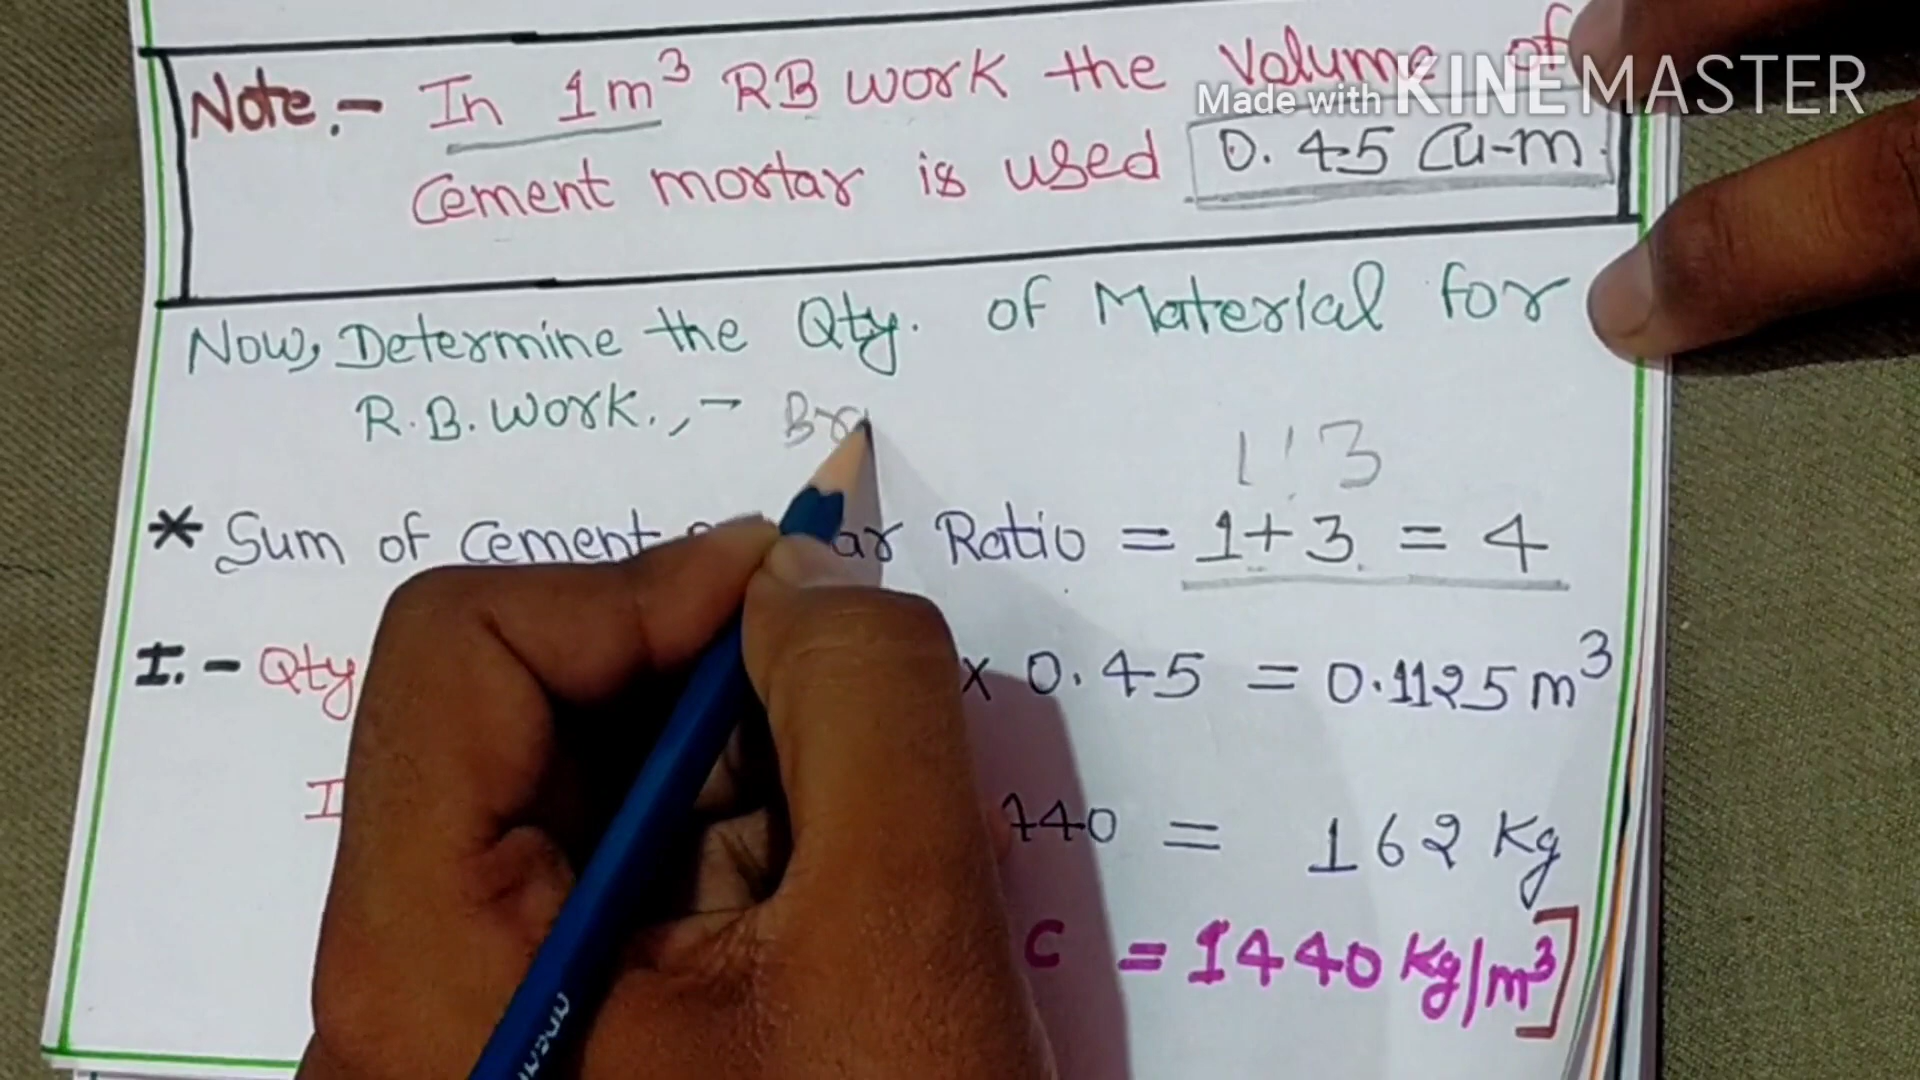 Note:- In 1m³ RB work the Volume of
Made with KINEMASTER
Cement mortar is used 0.45 Cu-m.
Now, Determine the Qty. of Material for
R.B. work., -
1:3
* Sum of Cement Ratio = 1+3 = 4
I. - Qty x 0.45 = 0.1125 m³
= 162 Kg
C = 1440 Kg/m³]